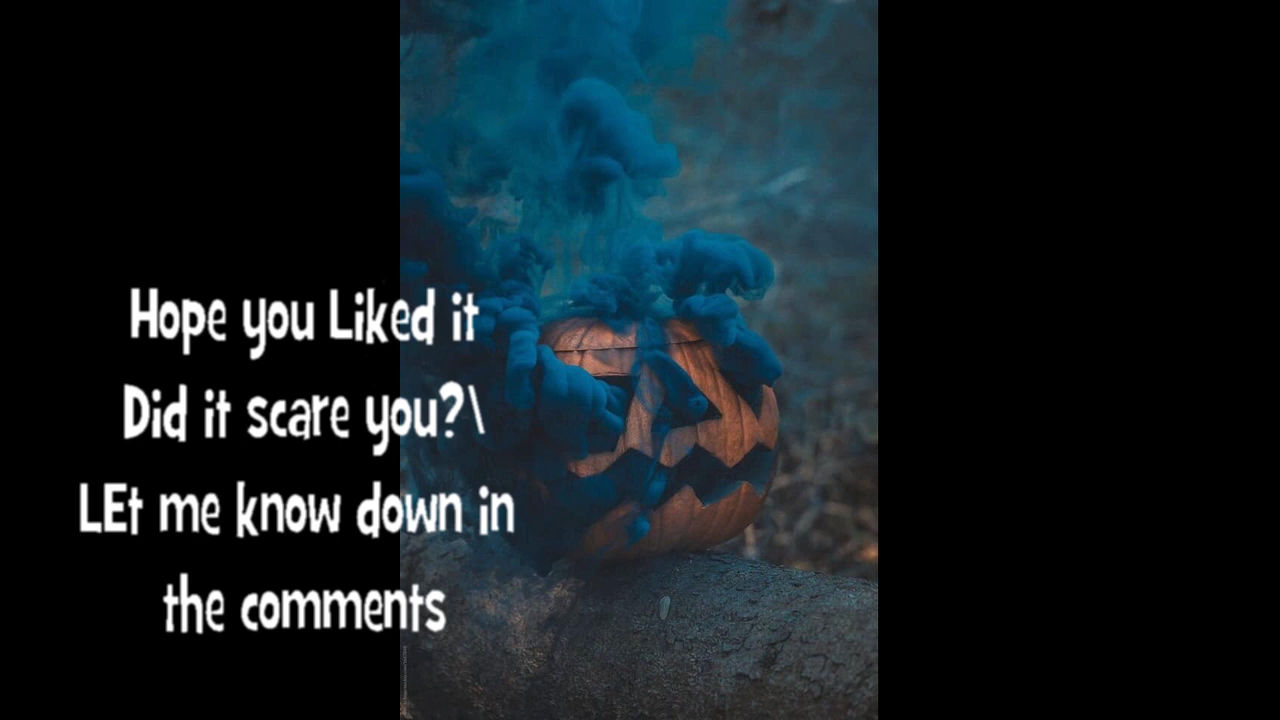 Hope you Liked it
Did it scare you?\
LEt me know down in
the comments